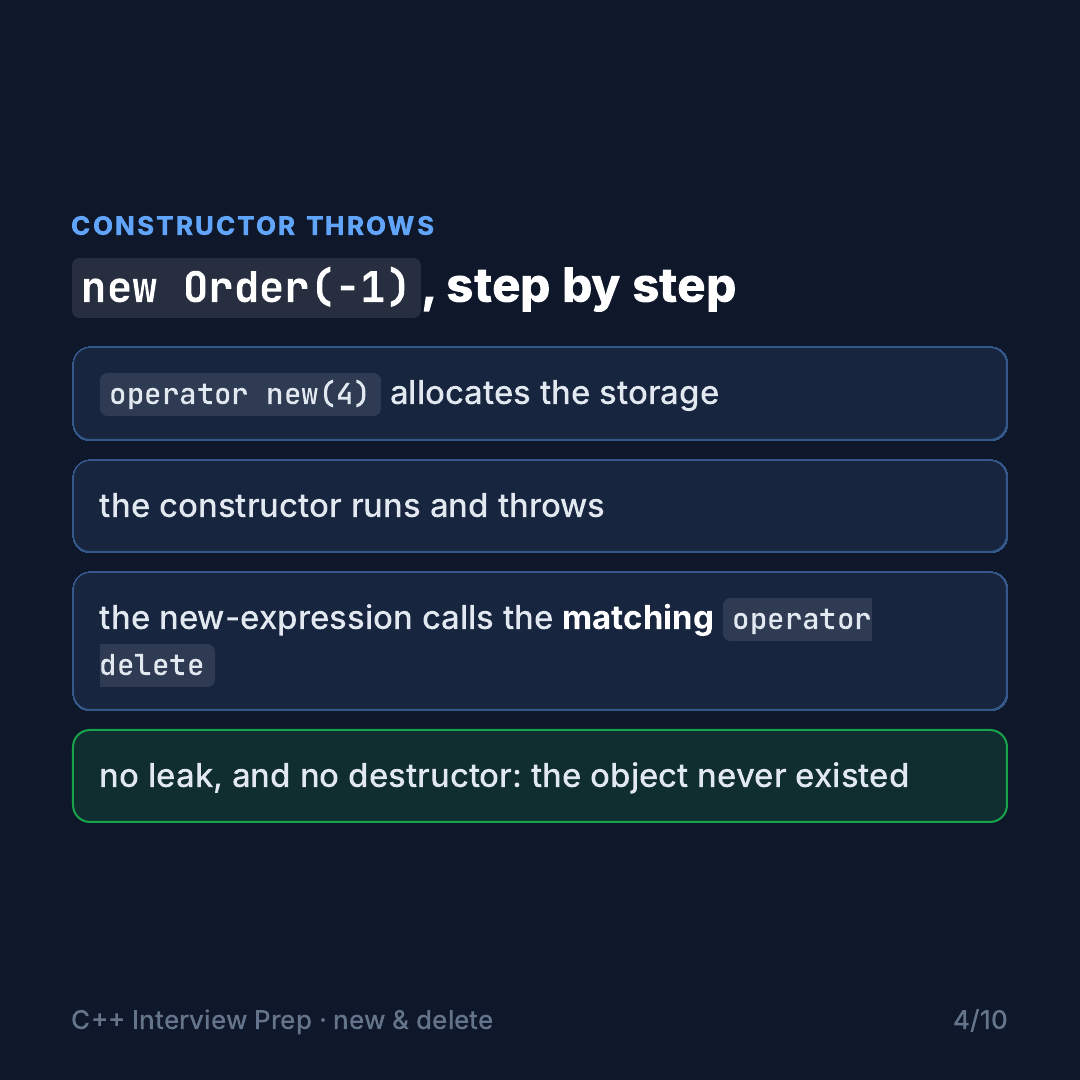 CONSTRUCTOR THROWS
new Order(-1), step by step
operator new(4) allocates the storage
the constructor runs and throws
the new-expression calls the matching operator
delete
no leak, and no destructor: the object never existed
C++ Interview Prep · new & delete
4/10